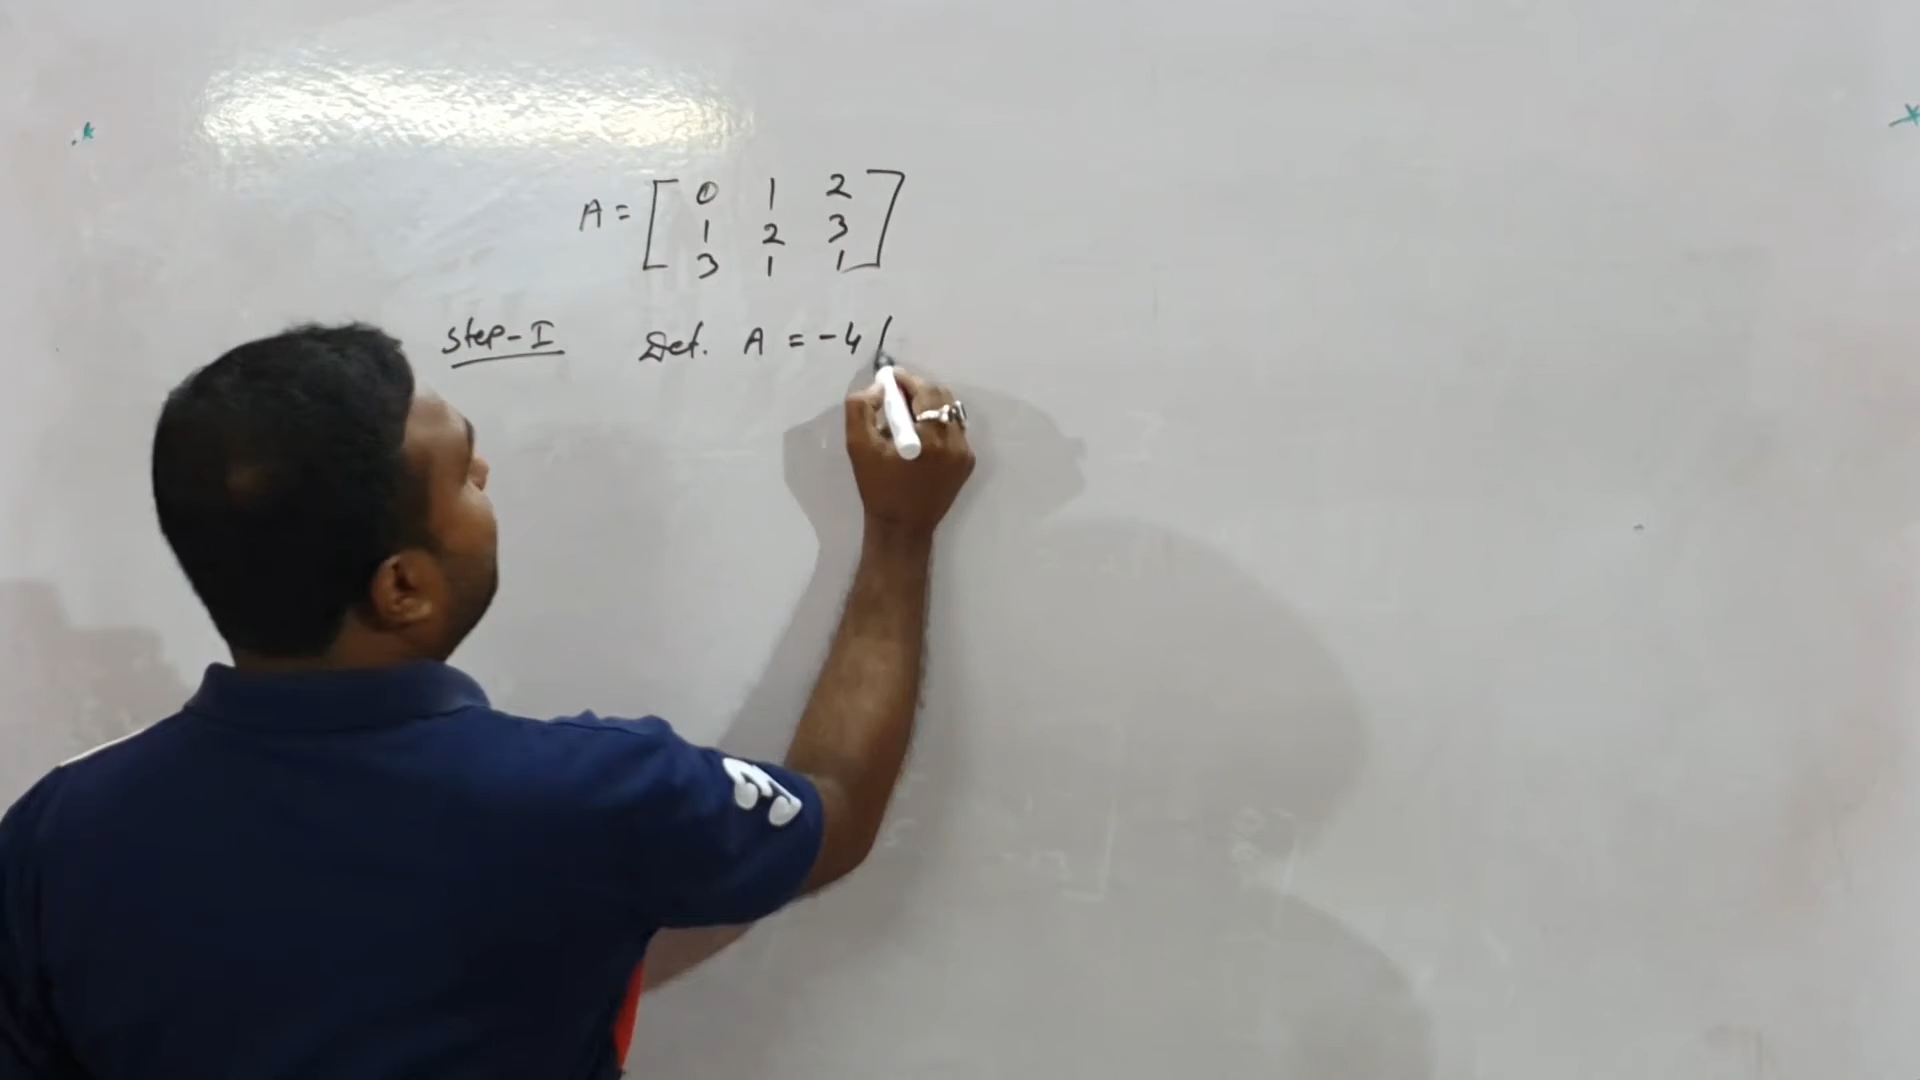 A = [ 0 1 2
1 2 3
3 1 1 ]
Step-I Det. A = -4 /